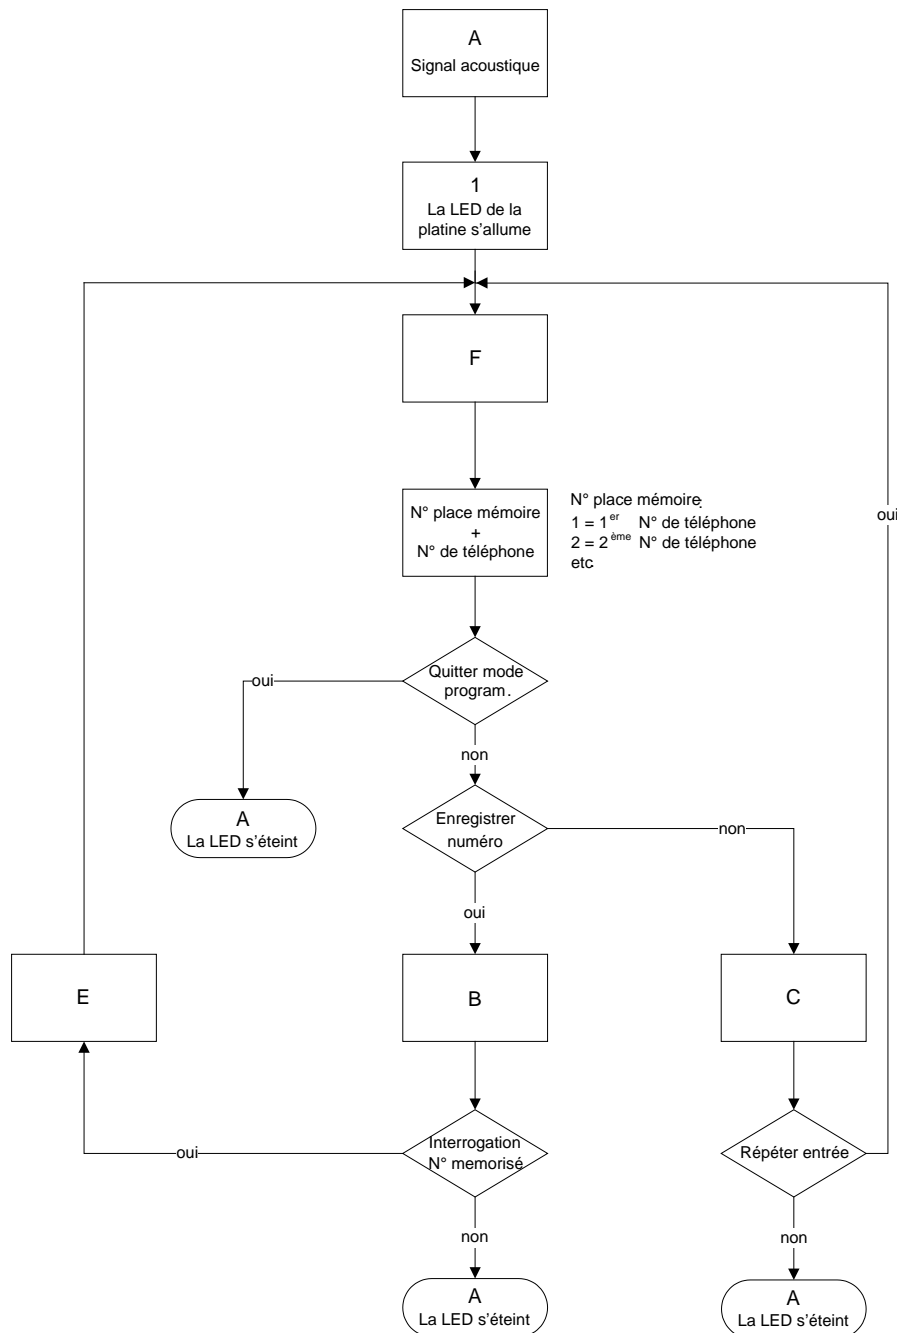 A
Signal acoustique
1
La LED de la
platine s'allume
F
N° place mémoire
+
N° de téléphone
N° place mémoire:
1 = 1er N° de téléphone
2 = 2ème N° de téléphone
etc
oui
Quitter mode
program.
oui
non
A
La LED s'éteint
Enregistrer
numéro
non
oui
E
B
C
Interrogation
N° memorisé
oui
Répéter entrée
non
non
A
La LED s'éteint
A
La LED s'éteint